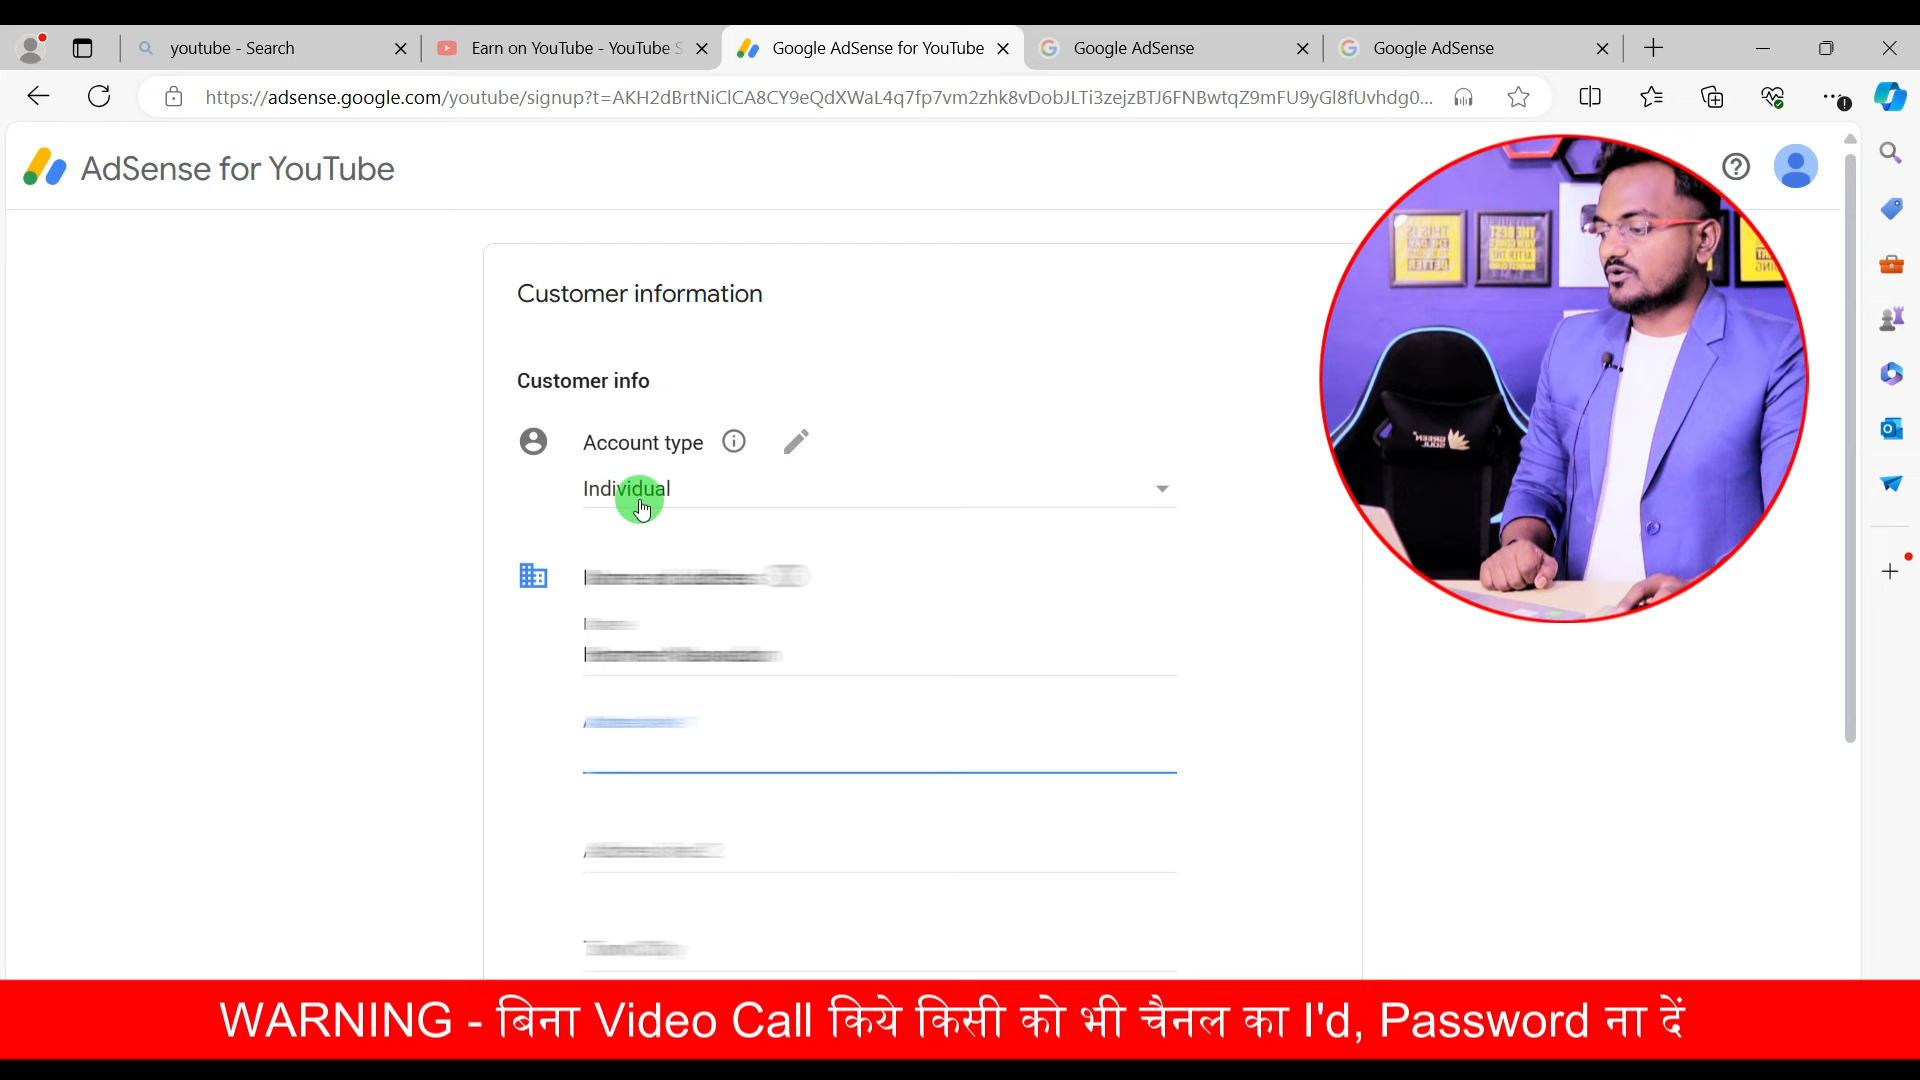 youtube - Search
Earn on YouTube - YouTube S
Google AdSense for YouTube
Google AdSense
Google AdSense
https://adsense.google.com/youtube/signup?t=AKH2dBrtNiClCA8CY9eQdXWaL4q7fp7vm2zhk8vDobJLTi3zejzBTJ6FNBwtqZ9mFU9yGl8fUvhdg0...
AdSense for YouTube
Customer information
Customer info
Account type
Individual
WARNING - बिना Video Call किये किसी को भी चैनल का I'd, Password ना दें